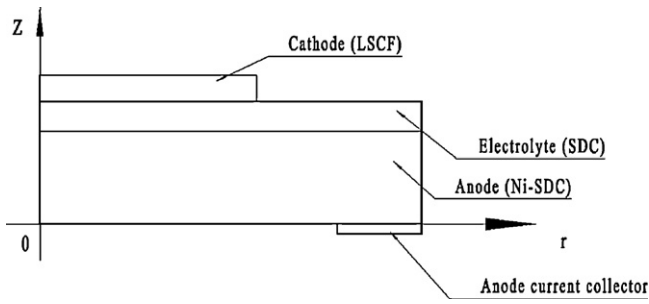 Z
Cathode (LSCF)
Electrolyte (SDC)
Anode (Ni-SDC)
0
r
Anode current collector